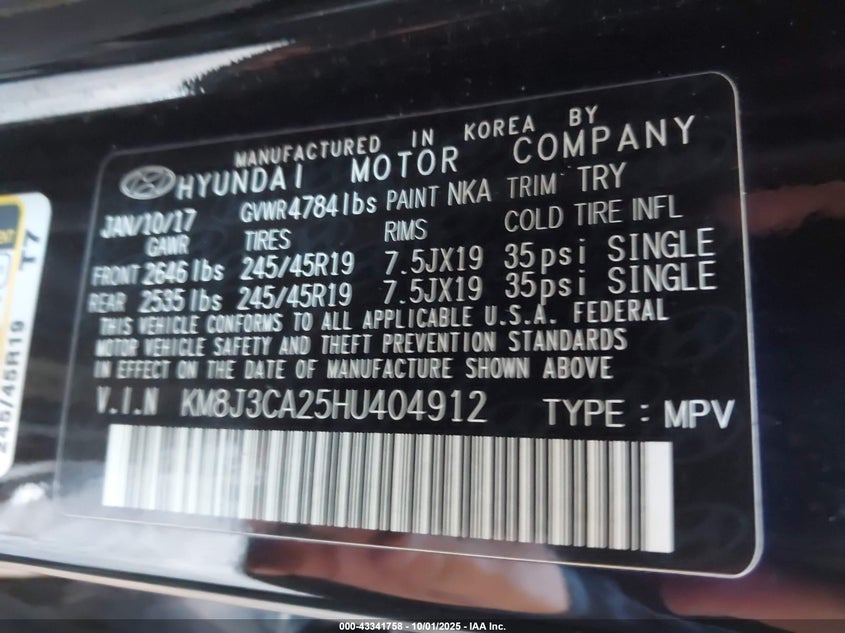 MANUFACTURED IN KOREA BY
HYUNDAI MOTOR COMPANY
JAN/10/17 GVWR4784lbs PAINT NKA TRIM TRY
GAWR TIRES RIMS COLD TIRE INFL
FRONT 2646 lbs 245/45R19 7.5JX19 35psi SINGLE
REAR 2535 lbs 245/45R19 7.5JX19 35psi SINGLE
THIS VEHICLE CONFORMS TO ALL APPLICABLE U.S.A. FEDERAL
MOTOR VEHICLE SAFETY AND THEFT PREVENTION STANDARDS
IN EFFECT ON THE DATE OF MANUFACTURE SHOWN ABOVE
V.I.N KM8J3CA25HU404912 TYPE : MPV
T7
245/45R19
000-43341758 - 10/01/2025 - IAA Inc.